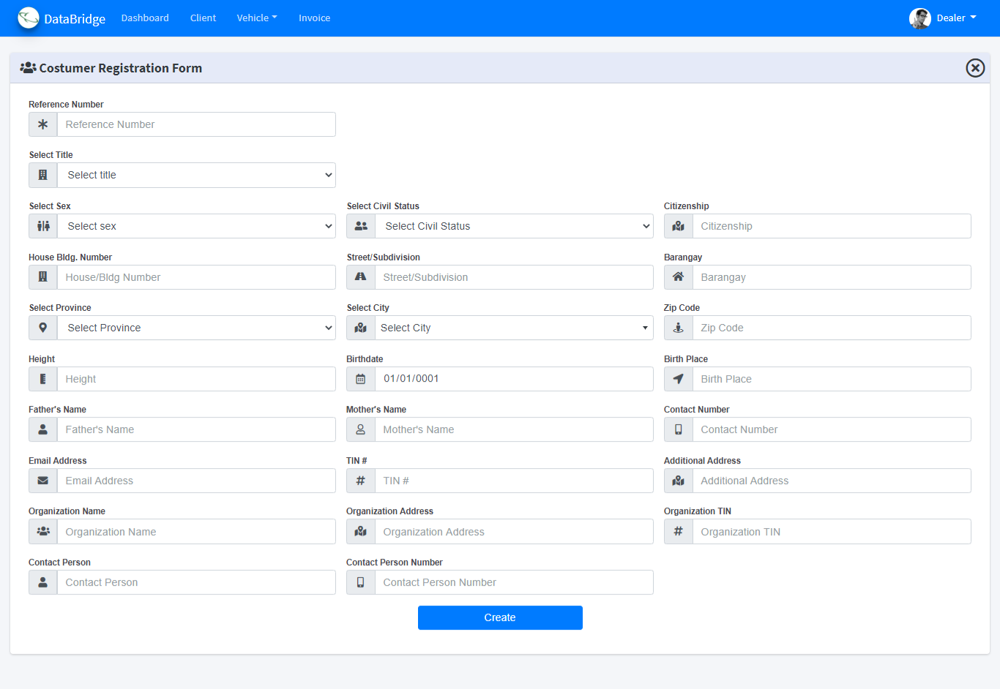 DataBridge Dashboard Client Vehicle Invoice Dealer
Costumer Registration Form
Reference Number
Reference Number
Select Title
Select title
Select Sex Select Civil Status Citizenship
Select sex Select Civil Status Citizenship
House Bldg. Number Street/Subdivision Barangay
House/Bldg Number Street/Subdivision Barangay
Select Province Select City Zip Code
Select Province Select City Zip Code
Height Birthdate Birth Place
Height 01/01/0001 Birth Place
Father's Name Mother's Name Contact Number
Father's Name Mother's Name Contact Number
Email Address TIN # Additional Address
Email Address TIN # Additional Address
Organization Name Organization Address Organization TIN
Organization Name Organization Address Organization TIN
Contact Person Contact Person Number
Contact Person Contact Person Number
Create